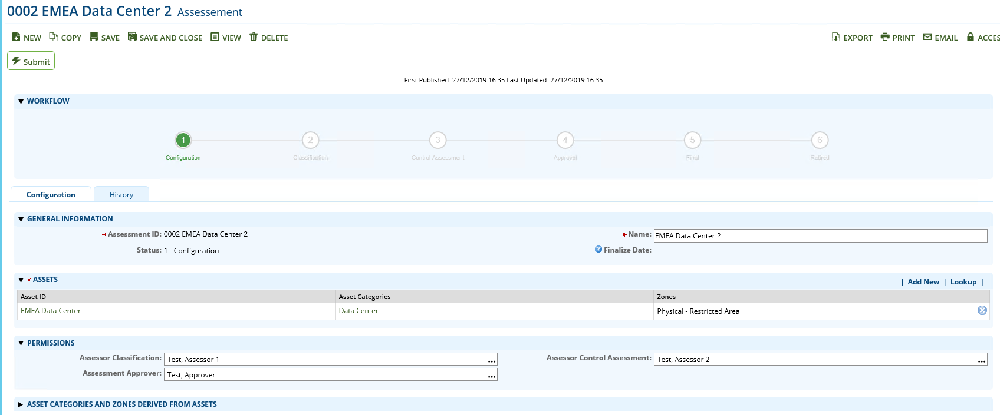 0002 EMEA Data Center 2 Assessement
NEW COPY SAVE SAVE AND CLOSE VIEW DELETE EXPORT PRINT EMAIL ACCES
Submit
First Published: 27/12/2019 16:35 Last Updated: 27/12/2019 16:35
WORKFLOW
1 2 3 4 5 6
Configuration Classification Control Assessment Approval Final Retired
Configuration History
GENERAL INFORMATION
* Assessment ID: 0002 EMEA Data Center 2 * Name: EMEA Data Center 2
Status: 1 - Configuration ? Finalize Date:
* ASSETS | Add New | Lookup |
Asset ID Asset Categories Zones
EMEA Data Center Data Center Physical - Restricted Area
PERMISSIONS
Assessor Classification: Test, Assessor 1 ... Assessor Control Assessment: Test, Assessor 2 ...
Assessment Approver: Test, Approver ...
ASSET CATEGORIES AND ZONES DERIVED FROM ASSETS